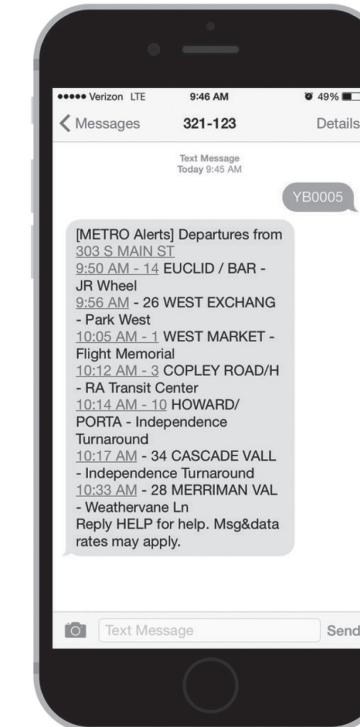 Verizon LTE 9:46 AM 49%
Messages 321-123 Details
Text Message
Today 9:45 AM
YB0005
[METRO Alerts] Departures from
303 S MAIN ST
9:50 AM - 14 EUCLID / BAR -
JR Wheel
9:56 AM - 26 WEST EXCHANG
- Park West
10:05 AM - 1 WEST MARKET -
Flight Memorial
10:12 AM - 3 COPLEY ROAD/H
- RA Transit Center
10:14 AM - 10 HOWARD/
PORTA - Independence
Turnaround
10:17 AM - 34 CASCADE VALL
- Independence Turnaround
10:33 AM - 28 MERRIMAN VAL
- Weathervane Ln
Reply HELP for help. Msg&data
rates may apply.
Text Message Send